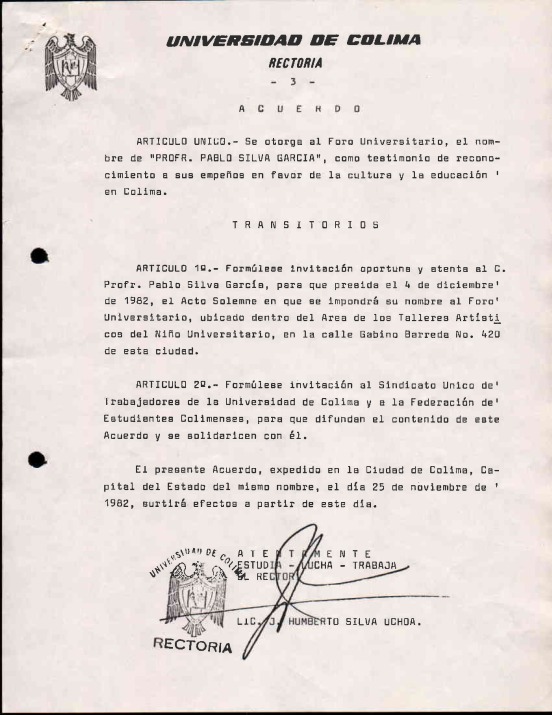 UNIVERSIDAD DE COLIMA
RECTORIA
- 3 -
A C U E R D O
ARTICULO UNICO.- Se otorga al Foro Universitario, el nom-
bre de "PROFR. PABLO SILVA GARCIA", como testimonio de recono-
cimiento a sus empeños en favor de la cultura y la educación '
en Colima.
T R A N S I T O R I O S
ARTICULO 1º.- Formúlese invitación oportuna y atenta al C.
Profr. Pablo Silva García, para que presida el 4 de diciembre'
de 1982, el Acto Solemne en que se impondrá su nombre al Foro'
Universitario, ubicado dentro del Area de los Talleres Artísti
cos del Niño Universitario, en la calle Gabino Barreda No. 420
de esta ciudad.
ARTICULO 2º.- Formúlese invitación al Sindicato Unico de'
Trabajadores de la Universidad de Colima y a la Federación de'
Estudiantes Colimenses, para que difundan el contenido de este
Acuerdo y se solidaricen con él.
El presente Acuerdo, expedido en la Ciudad de Colima, Ca-
pital del Estado del mismo nombre, el día 25 de noviembre de '
1982, surtirá efectos a partir de este día.
UNIVERSIDAD DE COLIMA
A T E N T A M E N T E
ESTUDIA - LUCHA - TRABAJA
EL RECTOR
LIC. J. HUMBERTO SILVA OCHOA.
RECTORIA